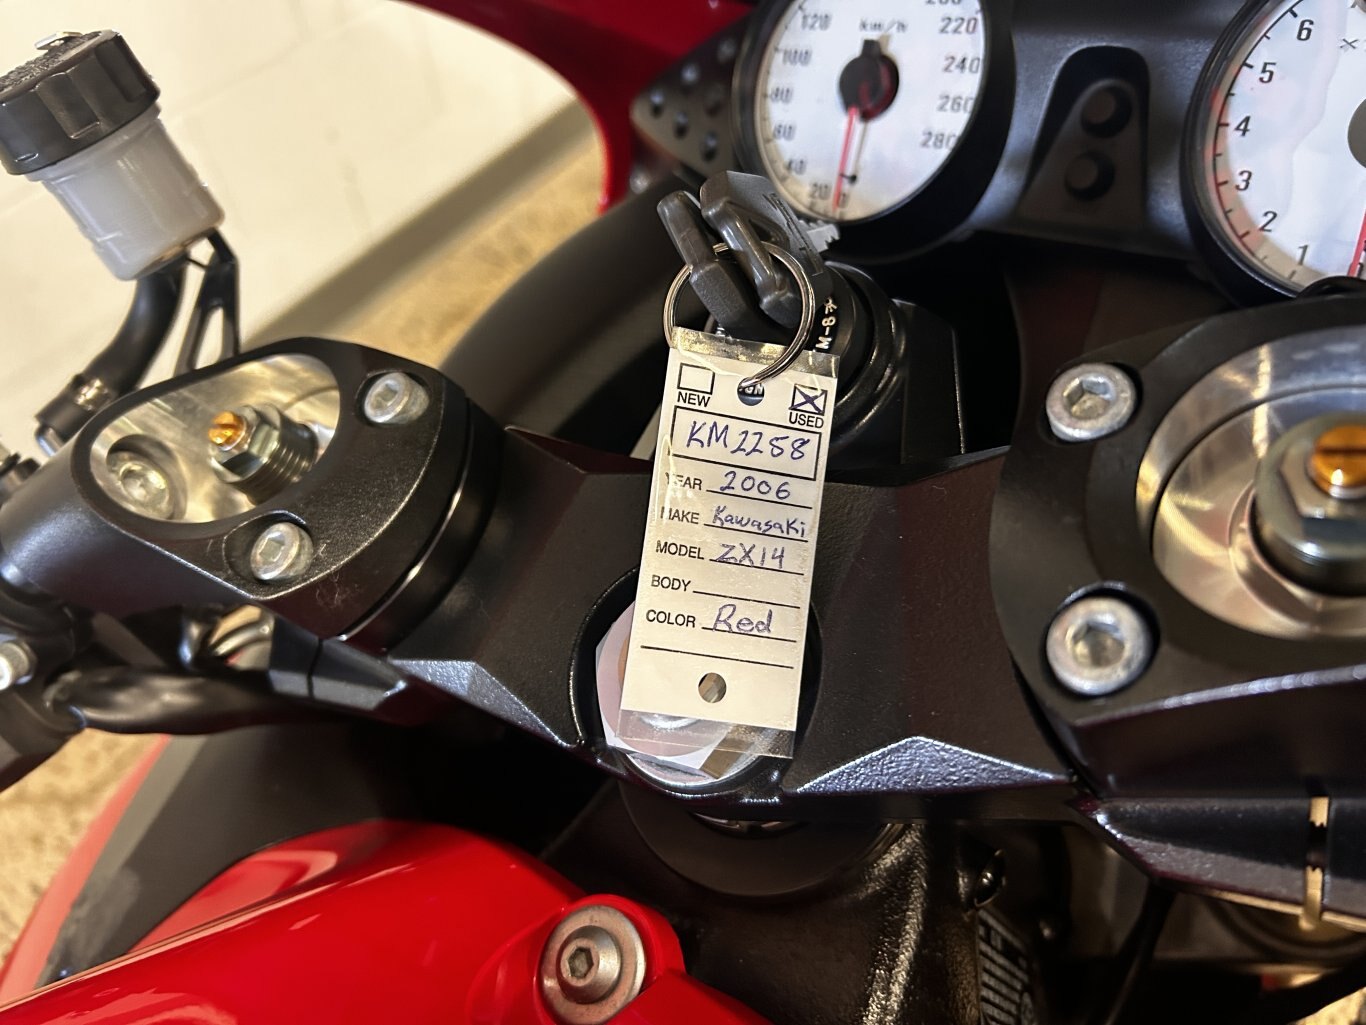 120
km/h
220
100
240
80
260
60
280
40
20
6
5
4
3
2
1
M-8
NEW
USED
KM2258
YEAR 2006
MAKE Kawasaki
MODEL ZX14
BODY
COLOR Red